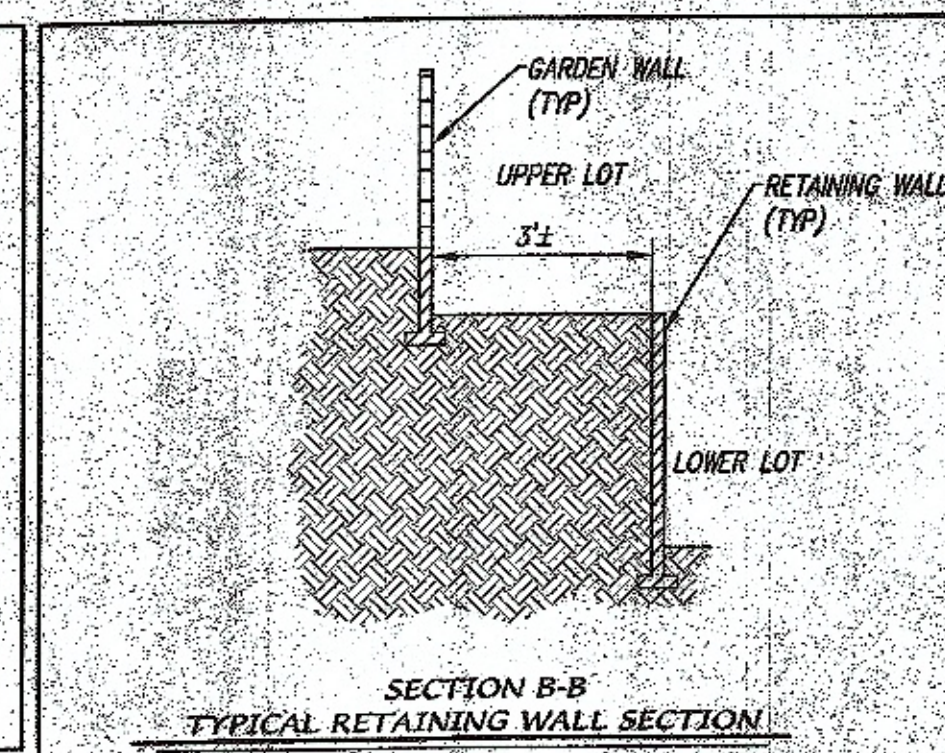 GARDEN WALL
(TYP)
UPPER LOT
RETAINING WALL
(TYP)
3'±
LOWER LOT
SECTION B-B
TYPICAL RETAINING WALL SECTION